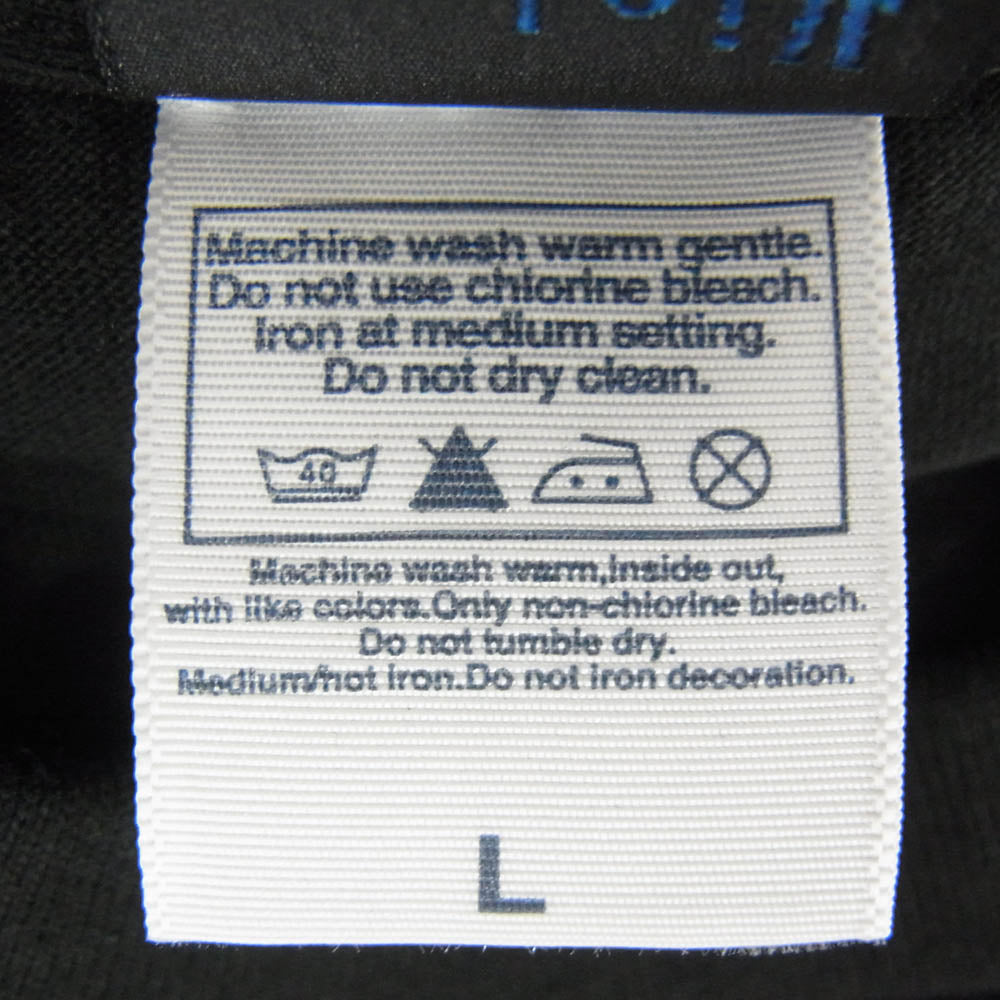 Machine wash warm gentle.
Do not use chlorine bleach.
Iron at medium setting.
Do not dry clean.
40
Machine wash warm,Inside out,
with like colors.Only non-chlorine bleach.
Do not tumble dry.
Medium/hot iron.Do not iron decoration.
L